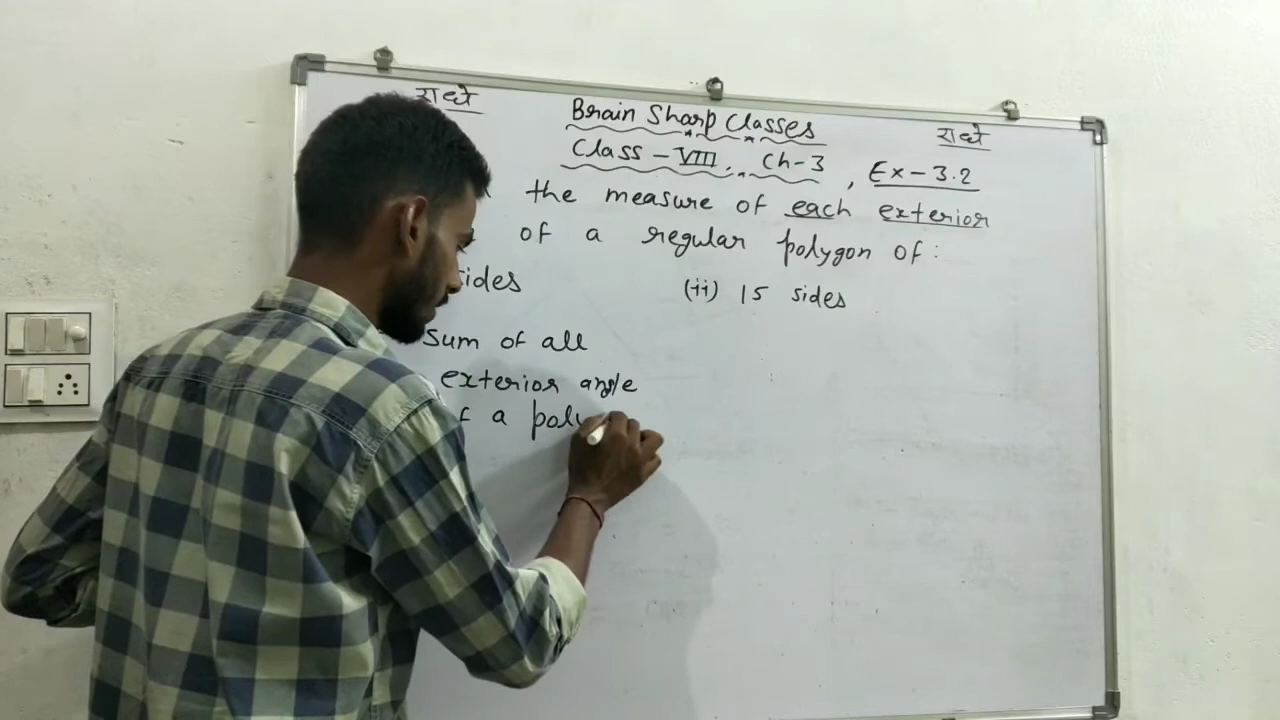 राधे
Brain Sharp Classes
राधे
Class - VIII, Ch-3, Ex-3.2
the measure of each exterior
of a regular polygon of:
sides (ii) 15 sides
sum of all
exterior angle
a poly